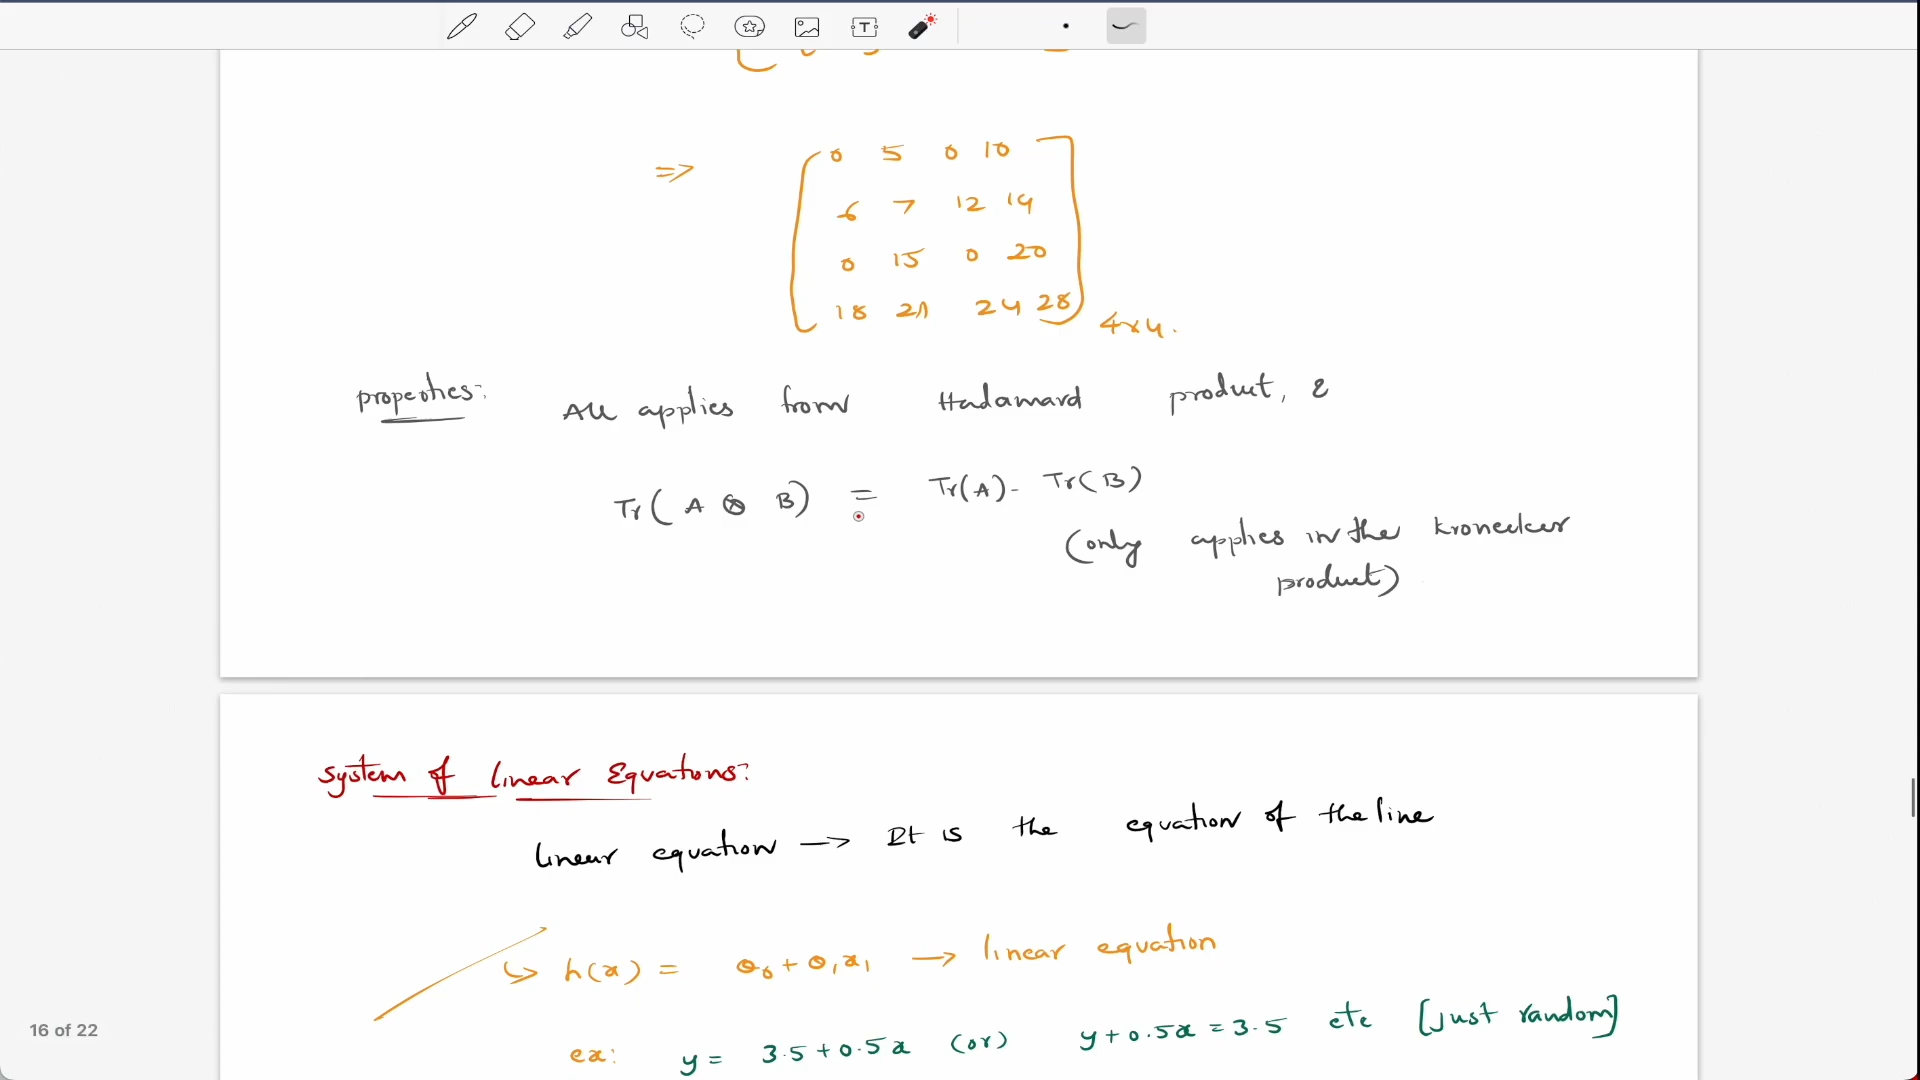 => 0 5 0 10
6 7 12 14
0 15 0 20
18 21 24 28 4x4.
properties: All applies from Hadamard product, &
Tr( A ⊗ B) = Tr(A). Tr(B)
(only applies in the kronecker
product)
system of linear Equations:
linear equation → It is the equation of the line
↪ h(x) = θ₀ + θ₁x₁ → linear equation
ex: y = 3.5 + 0.5x (or) y + 0.5x = 3.5 etc [just random]
16 of 22